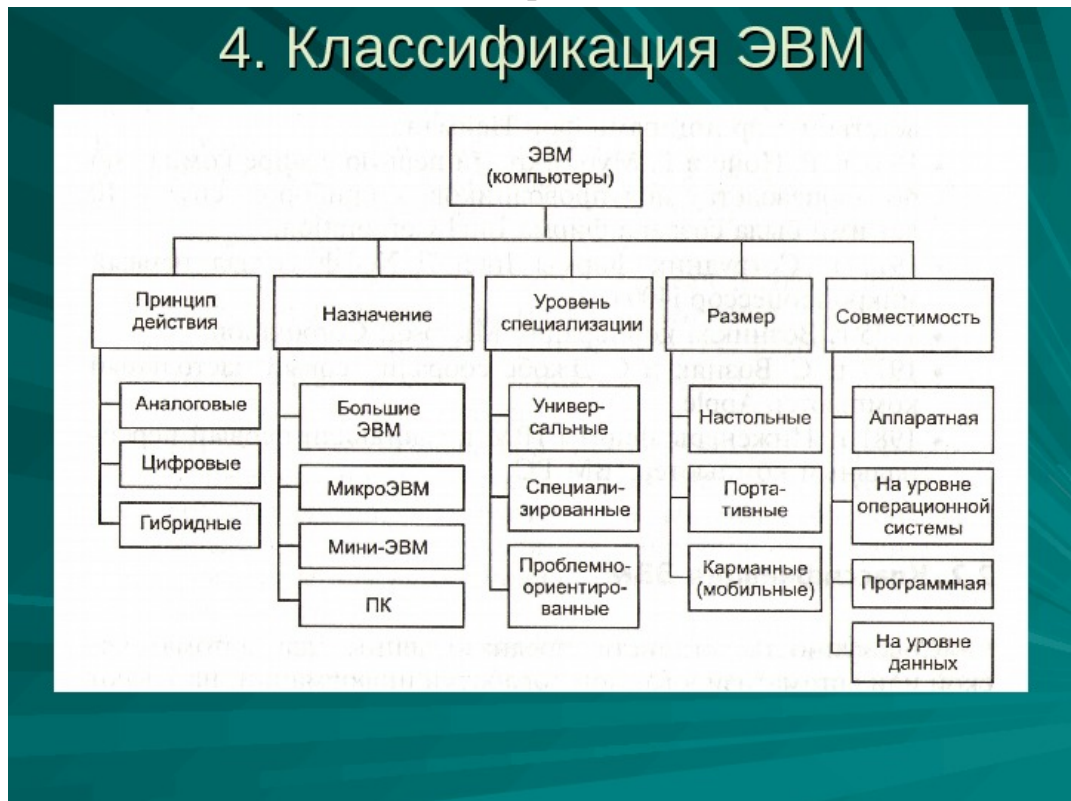 4. Классификация ЭВМ
ЭВМ
(компьютеры)
Принцип
действия
Аналоговые
Цифровые
Гибридные
Назначение
Большие
ЭВМ
МикроЭВМ
Мини-ЭВМ
ПК
Уровень
специализации
Универ-
сальные
Специали-
зированные
Проблемно-
ориентиро-
ванные
Размер
Настольные
Порта-
тивные
Карманные
(мобильные)
Совместимость
Аппаратная
На уровне
операционной
системы
Программная
На уровне
данных